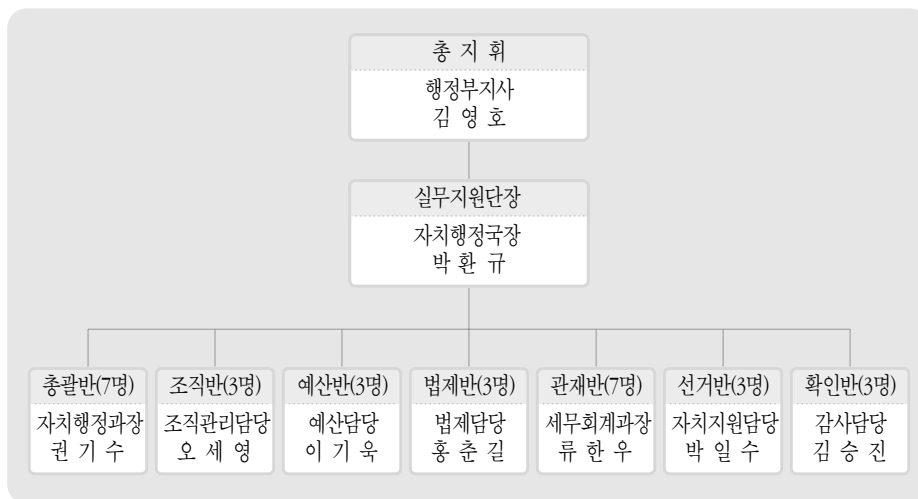 총 지 휘
행정부지사
김 영 호
실무지원단장
자치행정국장
박 환 규
총괄반(7명) 조직반(3명) 예산반(3명) 법제반(3명) 관재반(7명) 선거반(3명) 확인반(3명)
자치행정과장 조직관리담당 예산담당 법제담당 세무회계과장 자치지원담당 감사담당
권 기 수 오 세 영 이 기 욱 홍 춘 길 류 한 우 박 일 수 김 승 진